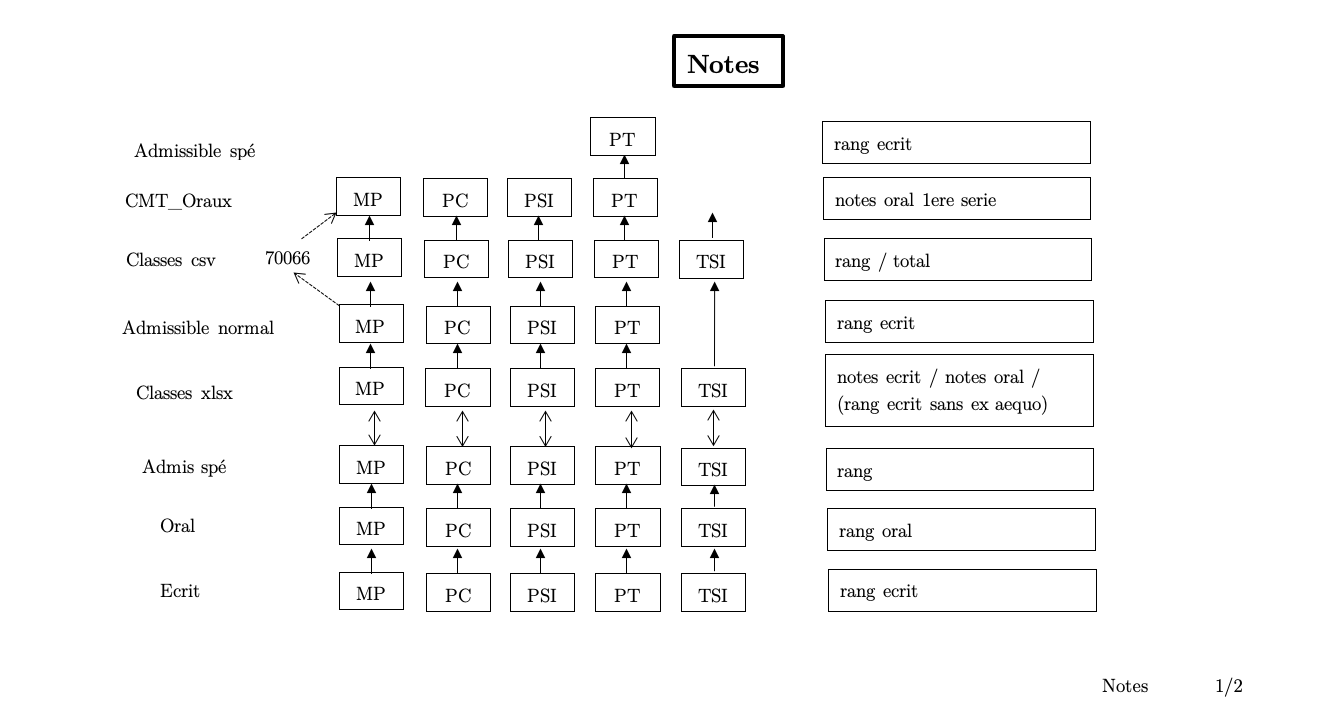 Notes
Admissible spé PT rang ecrit
CMT_Oraux MP PC PSI PT notes oral 1ere serie
Classes csv 70066 MP PC PSI PT TSI rang / total
Admissible normal MP PC PSI PT rang ecrit
Classes xlsx MP PC PSI PT TSI notes ecrit / notes oral /
(rang ecrit sans ex aequo)
Admis spé MP PC PSI PT TSI rang
Oral MP PC PSI PT TSI rang oral
Ecrit MP PC PSI PT TSI rang ecrit
Notes 1/2